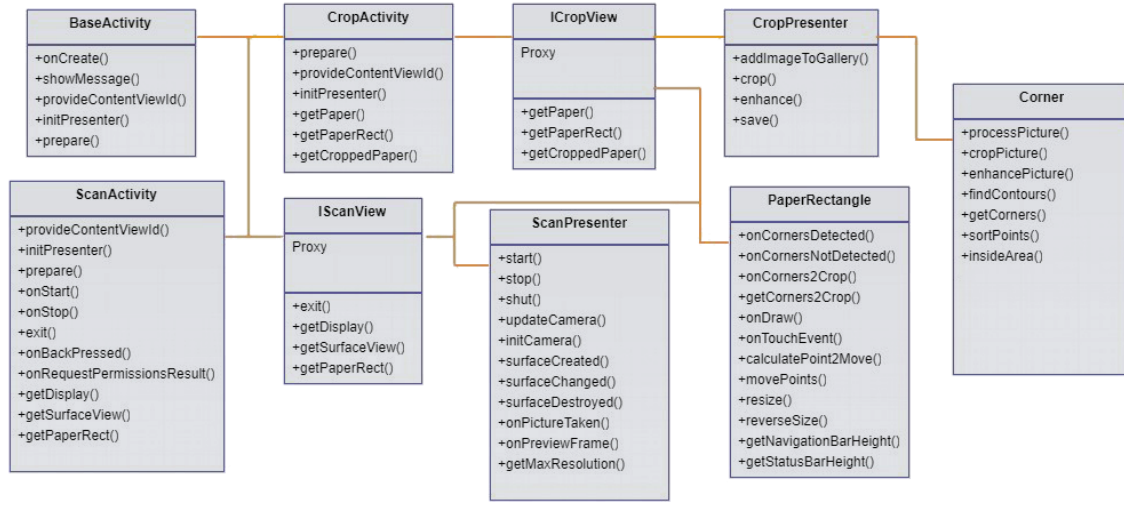 BaseActivity
+onCreate()
+showMessage()
+provideContentViewId()
+initPresenter()
+prepare()
CropActivity
+prepare()
+provideContentViewId()
+initPresenter()
+getPaper()
+getPaperRect()
+getCroppedPaper()
ICropView
Proxy
+getPaper()
+getPaperRect()
+getCroppedPaper()
CropPresenter
+addImageToGallery()
+crop()
+enhance()
+save()
Corner
+processPicture()
+cropPicture()
+enhancePicture()
+findContours()
+getCorners()
+sortPoints()
+insideArea()
ScanActivity
+provideContentViewId()
+initPresenter()
+prepare()
+onStart()
+onStop()
+exit()
+onBackPressed()
+onRequestPermissionsResult()
+getDisplay()
+getSurfaceView()
+getPaperRect()
IScanView
Proxy
+exit()
+getDisplay()
+getSurfaceView()
+getPaperRect()
ScanPresenter
+start()
+stop()
+shut()
+updateCamera()
+initCamera()
+surfaceCreated()
+surfaceChanged()
+surfaceDestroyed()
+onPictureTaken()
+onPreviewFrame()
+getMaxResolution()
PaperRectangle
+onCornersDetected()
+onCornersNotDetected()
+onCorners2Crop()
+getCorners2Crop()
+onDraw()
+onTouchEvent()
+calculatePoint2Move()
+movePoints()
+resize()
+reverseSize()
+getNavigationBarHeight()
+getStatusBarHeight()